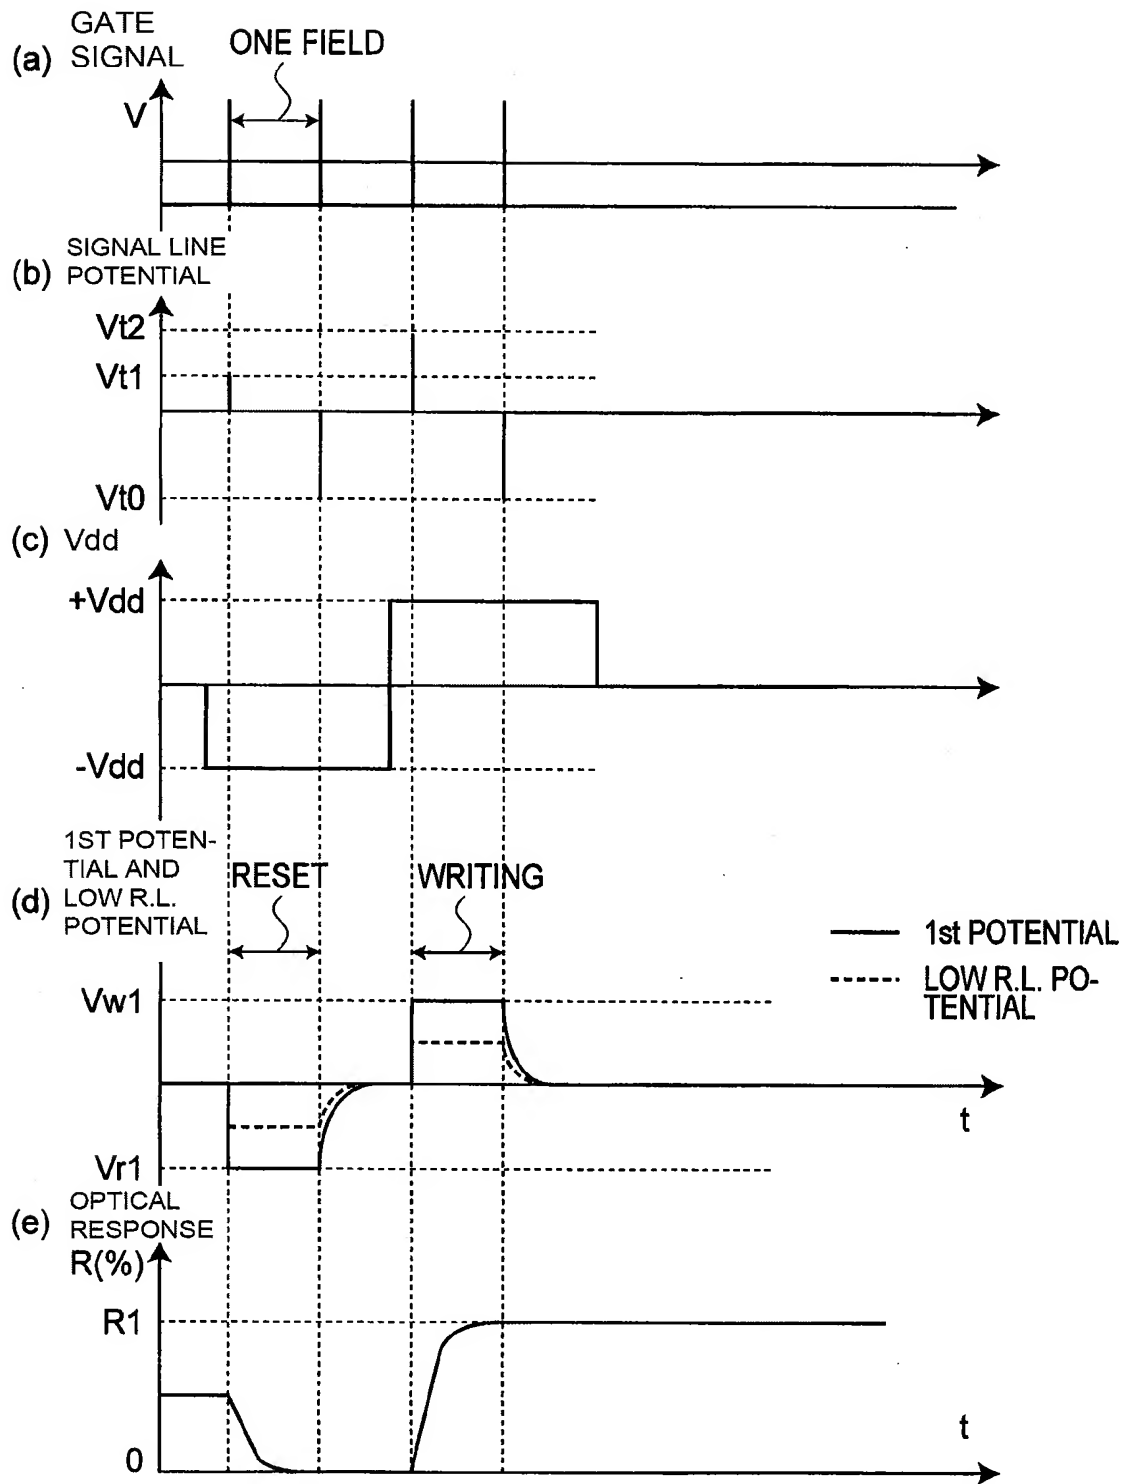 GATE
SIGNAL
(a)
ONE FIELD
V
SIGNAL LINE
POTENTIAL
(b)
Vt2
Vt1
Vt0
(c) Vdd
+Vdd
-Vdd
1ST POTEN-
TIAL AND
LOW R.L.
POTENTIAL
(d)
RESET
WRITING
1st POTENTIAL
LOW R.L. PO-
TENTIAL
Vw1
t
Vr1
OPTICAL
RESPONSE
(e)
R(%)
R1
t
0